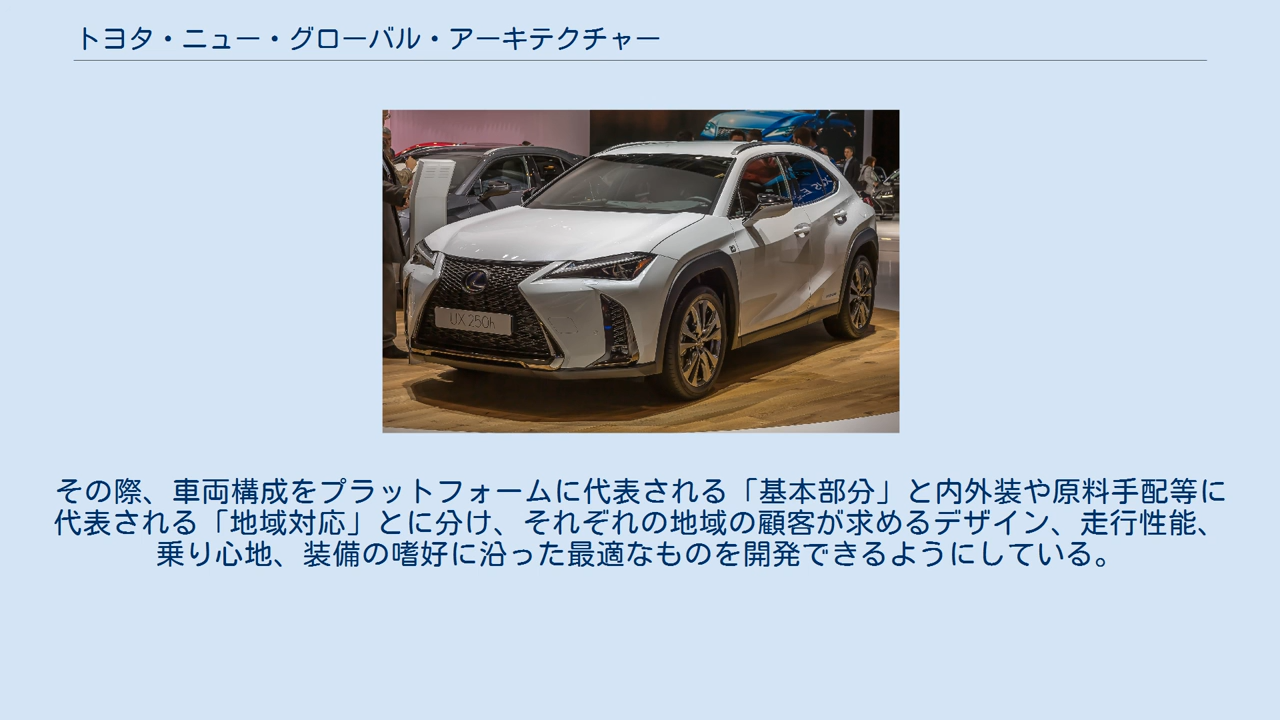 トヨタ・ニュー・グローバル・アーキテクチャー
UX 250h
その際、車両構成をプラットフォームに代表される「基本部分」と内外装や原料手配等に
代表される「地域対応」とに分け、それぞれの地域の顧客が求めるデザイン、走行性能、
乗り心地、装備の嗜好に沿った最適なものを開発できるようにしている。